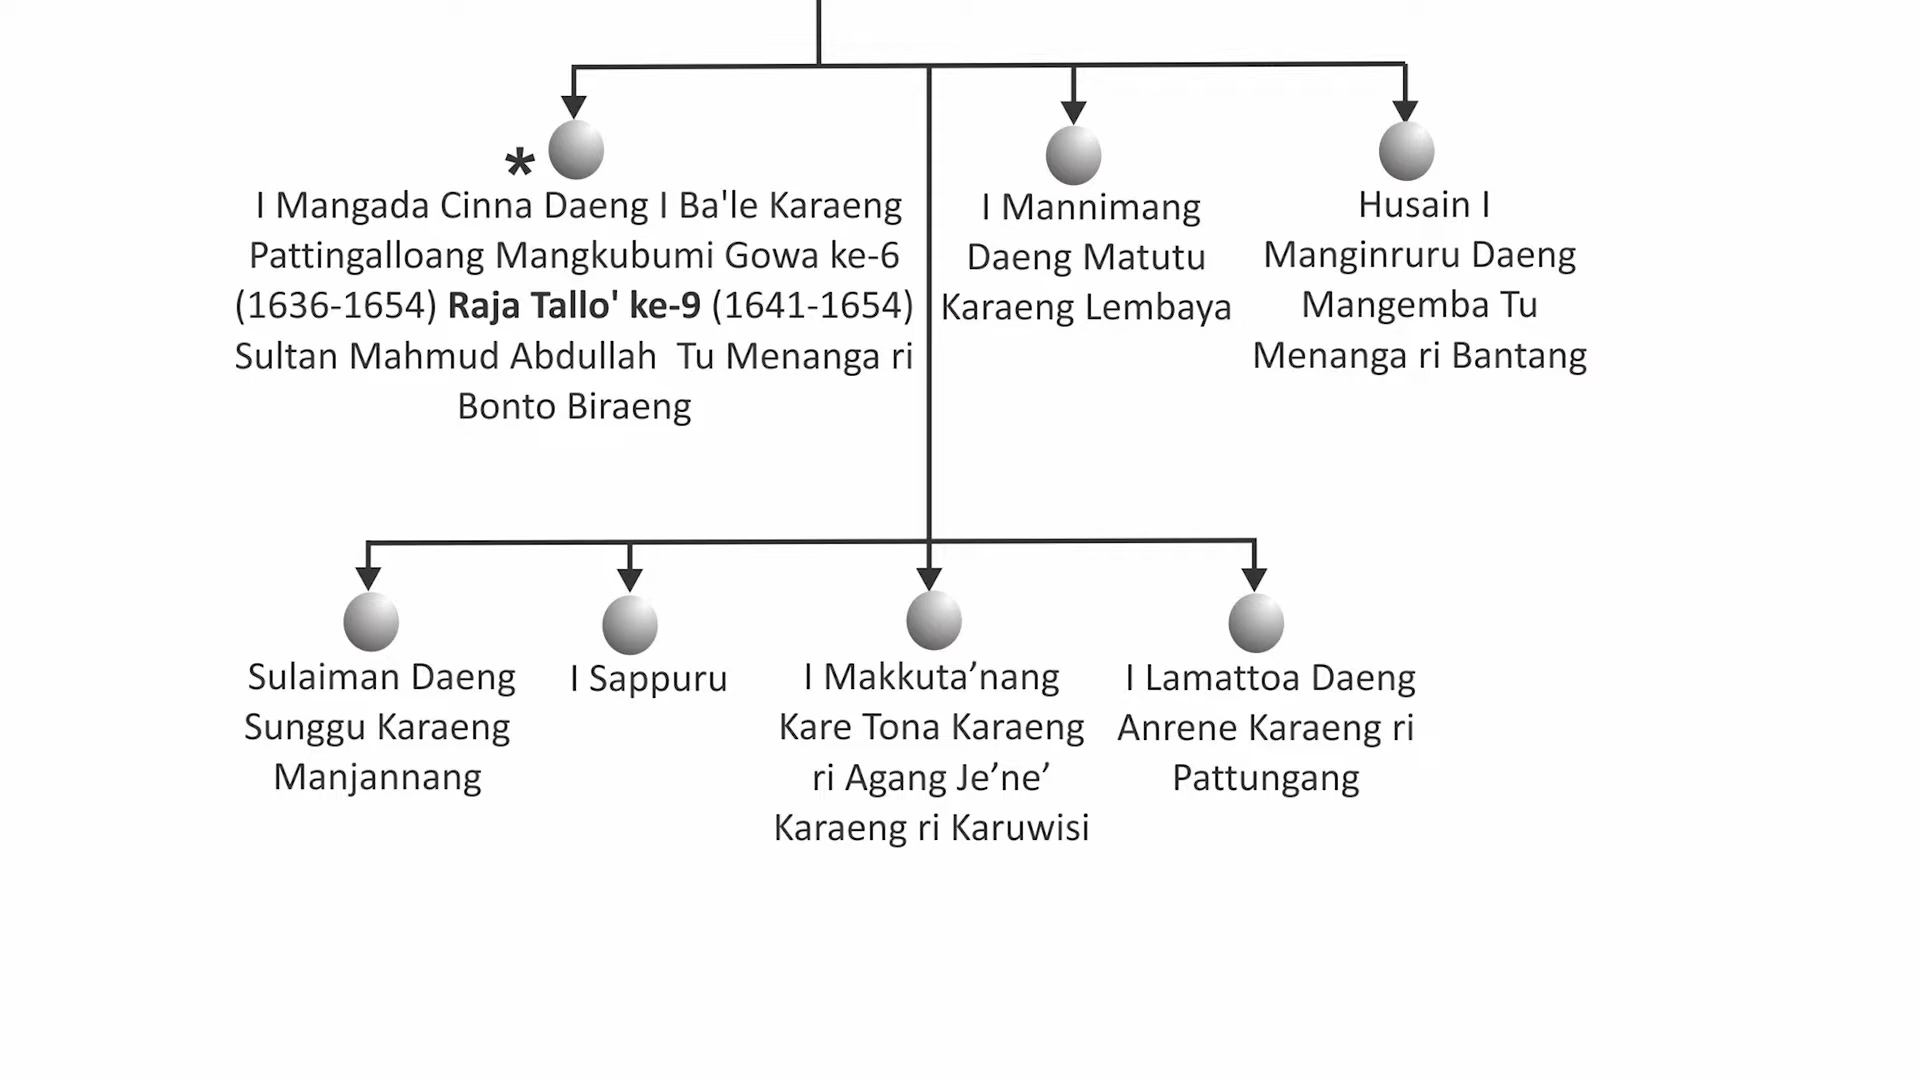 *
I Mangada Cinna Daeng I Ba'le Karaeng
Pattingalloang Mangkubumi Gowa ke-6
(1636-1654) Raja Tallo' ke-9 (1641-1654)
Sultan Mahmud Abdullah  Tu Menanga ri
Bonto Biraeng
I Mannimang
Daeng Matutu
Karaeng Lembaya
Husain I
Manginruru Daeng
Mangemba Tu
Menanga ri Bantang
Sulaiman Daeng
Sunggu Karaeng
Manjannang
I Sappuru
I Makkuta’nang
Kare Tona Karaeng
ri Agang Je’ne’
Karaeng ri Karuwisi
I Lamattoa Daeng
Anrene Karaeng ri
Pattungang